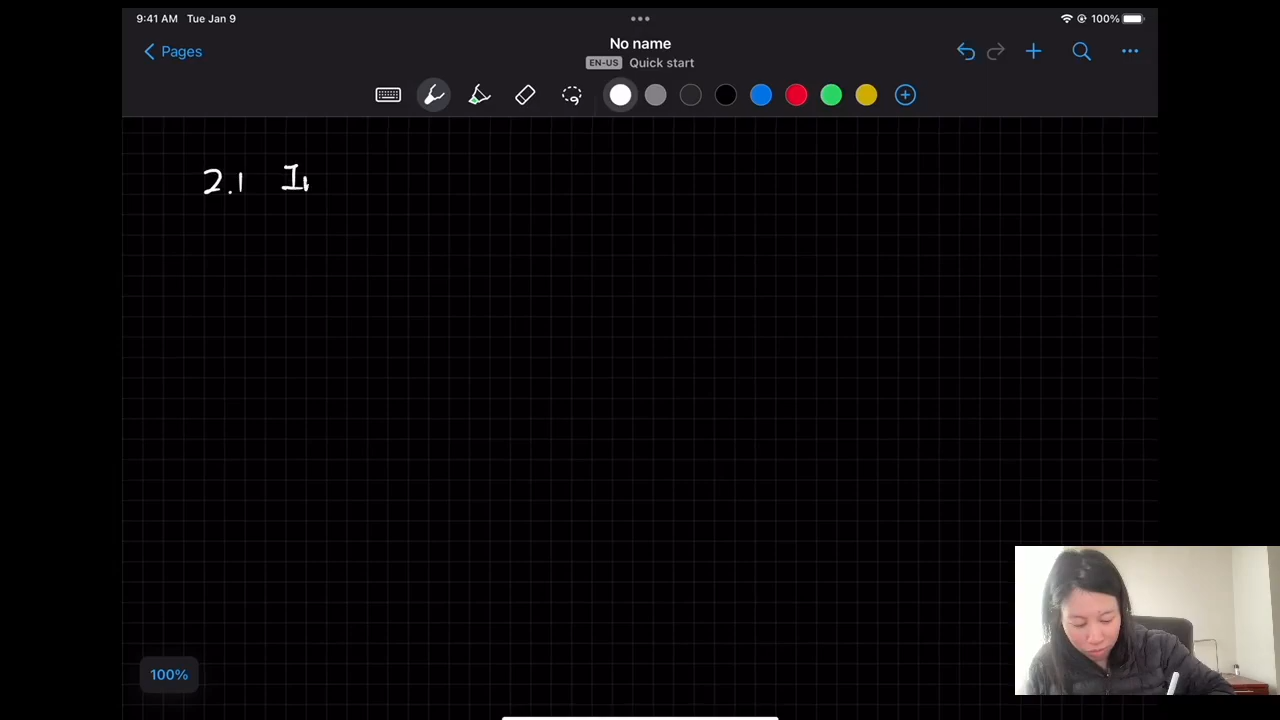 9:41 AM Tue Jan 9
100%
Pages
No name
EN-US Quick start
2.1
100%